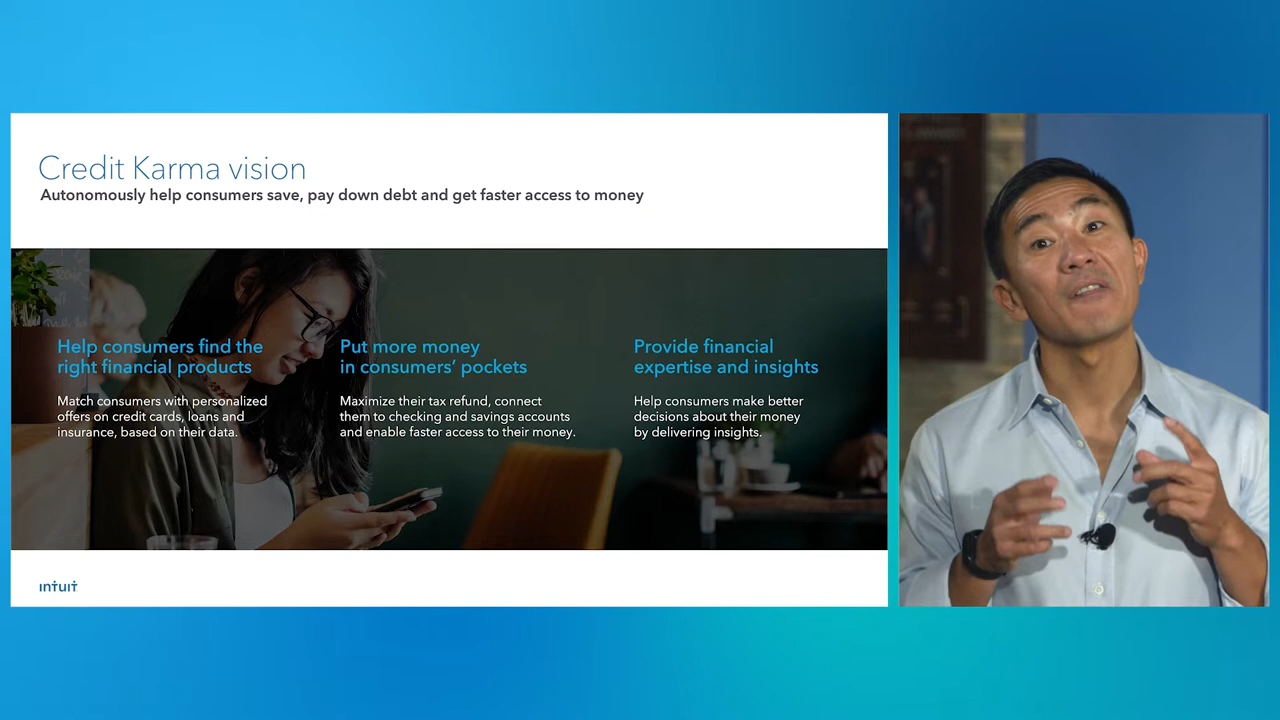 Credit Karma vision
Autonomously help consumers save, pay down debt and get faster access to money
Help consumers find the
right financial products
Match consumers with personalized
offers on credit cards, loans and
insurance, based on their data.
Put more money
in consumers’ pockets
Maximize their tax refund, connect
them to checking and savings accounts
and enable faster access to their money.
Provide financial
expertise and insights
Help consumers make better
decisions about their money
by delivering insights.
intuit